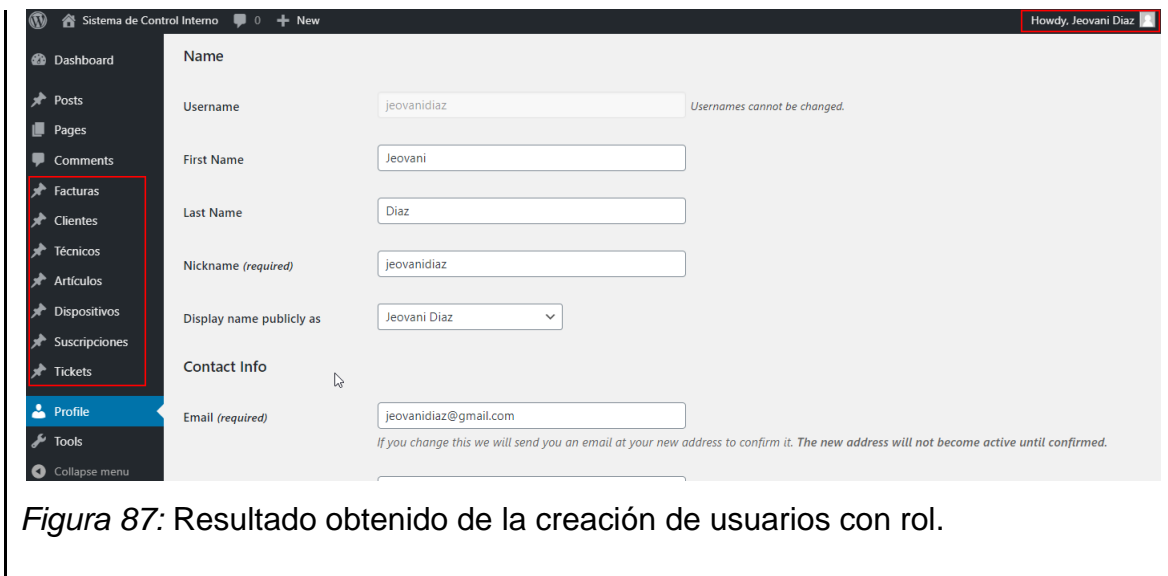 Sistema de Control Interno 0 New Howdy, Jeovani Diaz
Dashboard
Posts
Pages
Comments
Facturas
Clientes
Técnicos
Artículos
Dispositivos
Suscripciones
Tickets
Profile
Tools
Collapse menu
Name
Username jeovanidiaz Usernames cannot be changed.
First Name Jeovani
Last Name Diaz
Nickname (required) jeovanidiaz
Display name publicly as Jeovani Diaz
Contact Info
Email (required) jeovanidiaz@gmail.com
If you change this we will send you an email at your new address to confirm it. The new address will not become active until confirmed.
Figura 87: Resultado obtenido de la creación de usuarios con rol.